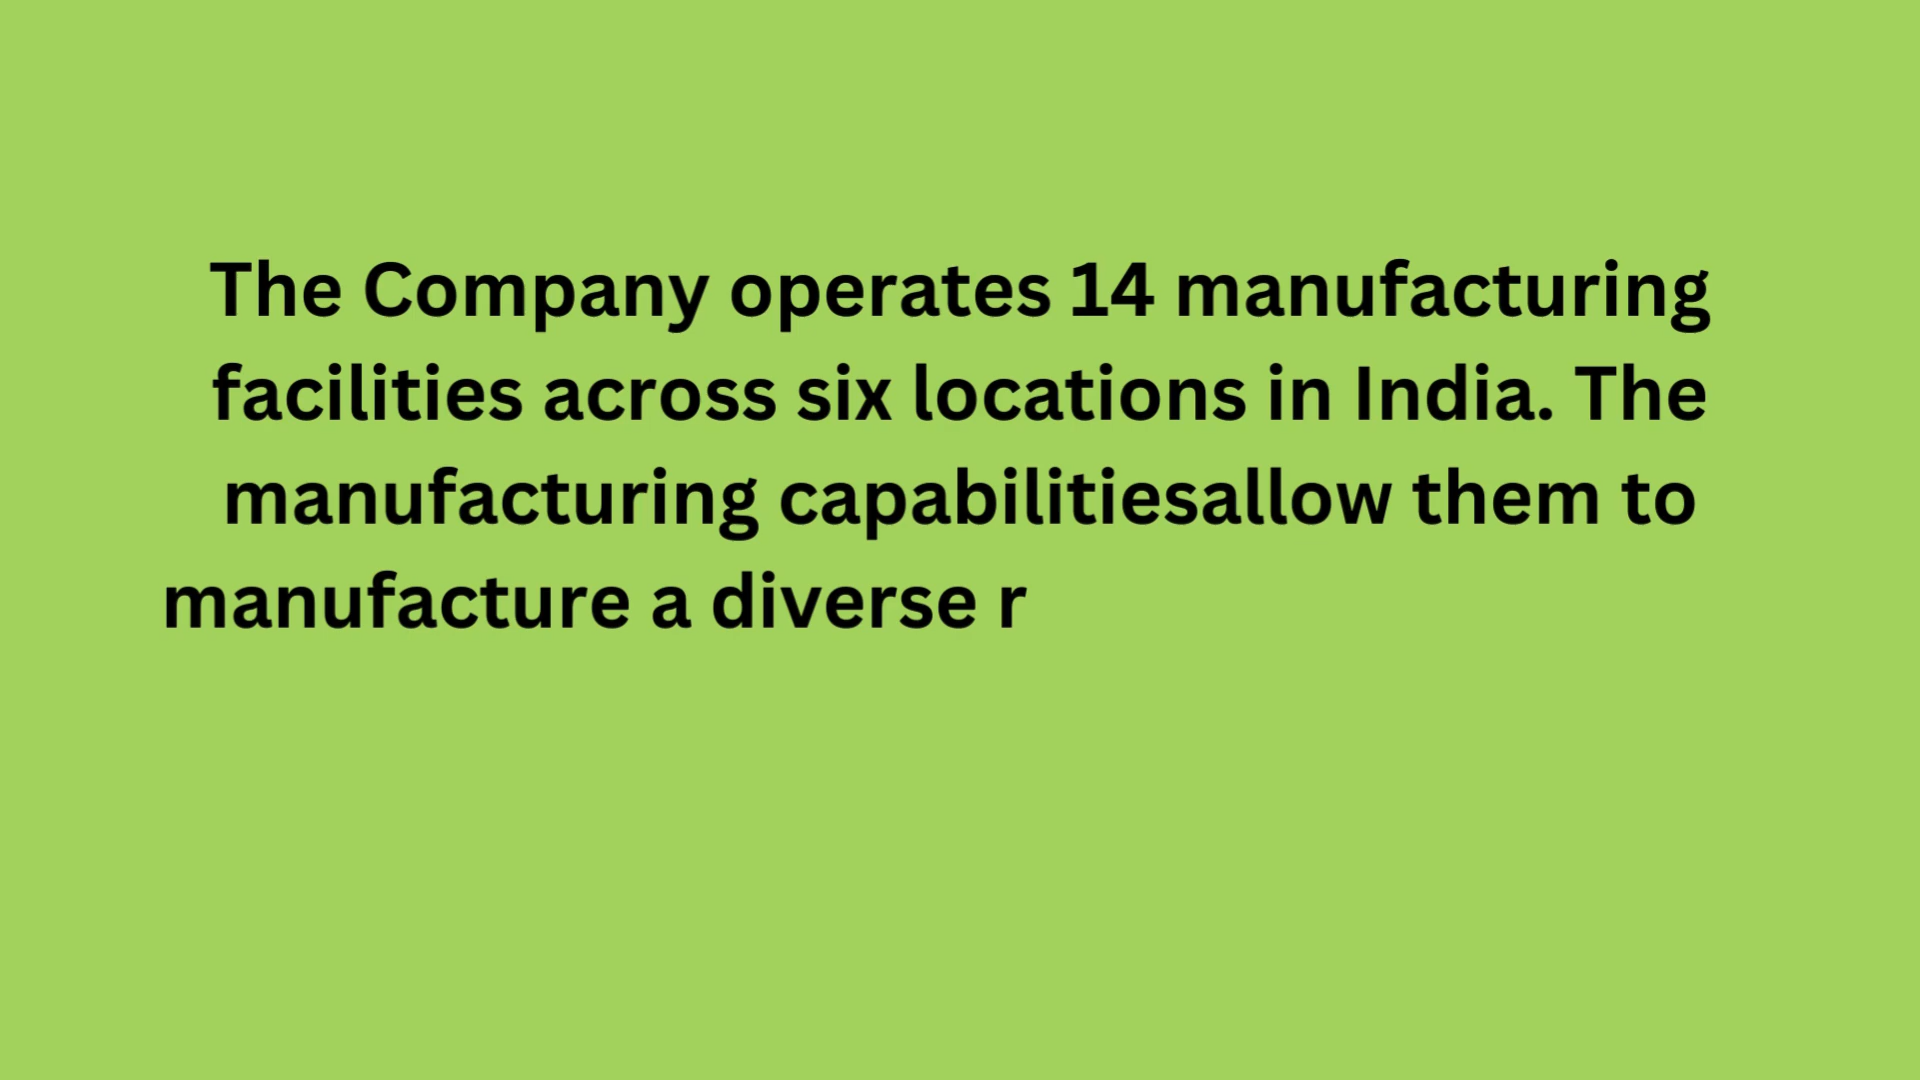 The Company operates 14 manufacturing
facilities across six locations in India. The
manufacturing capabilitiesallow them to
manufacture a diverse r